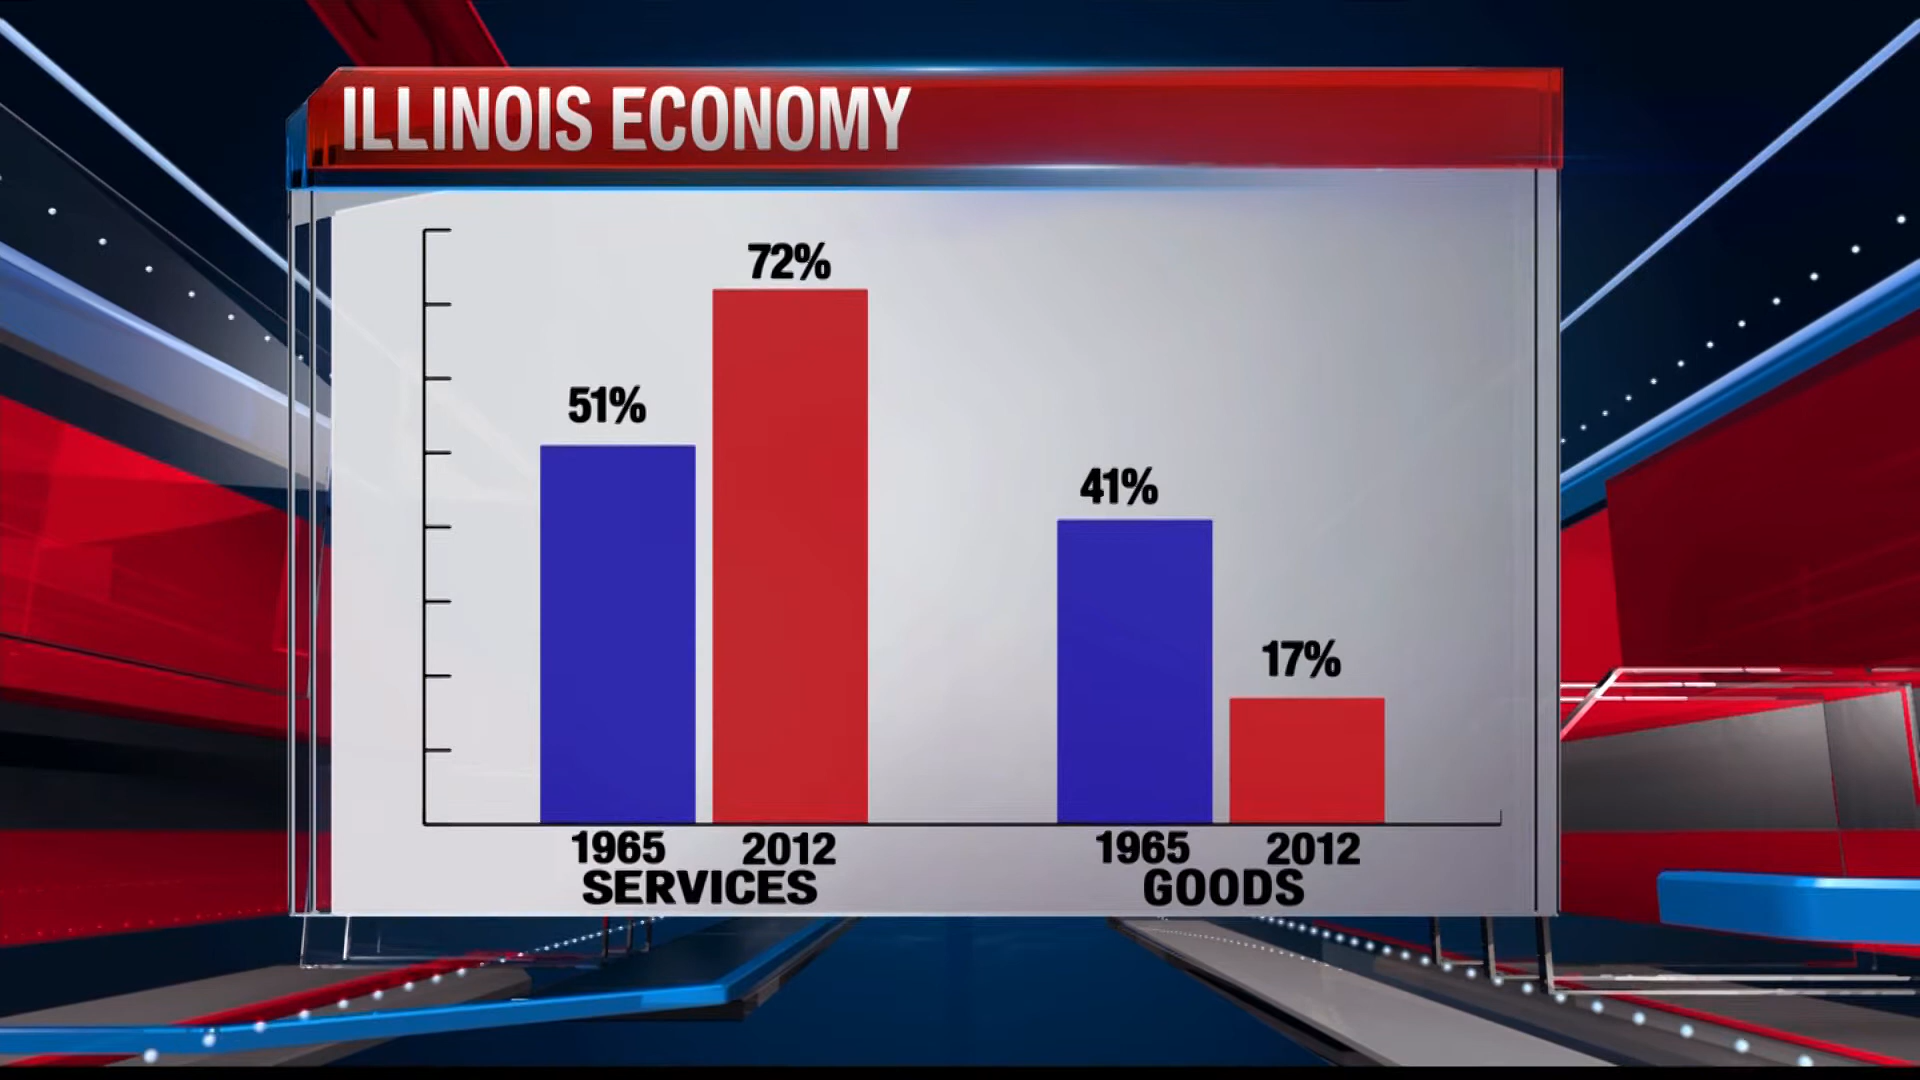 ILLINOIS ECONOMY
72%
51%
41%
17%
1965 2012 1965 2012
SERVICES GOODS